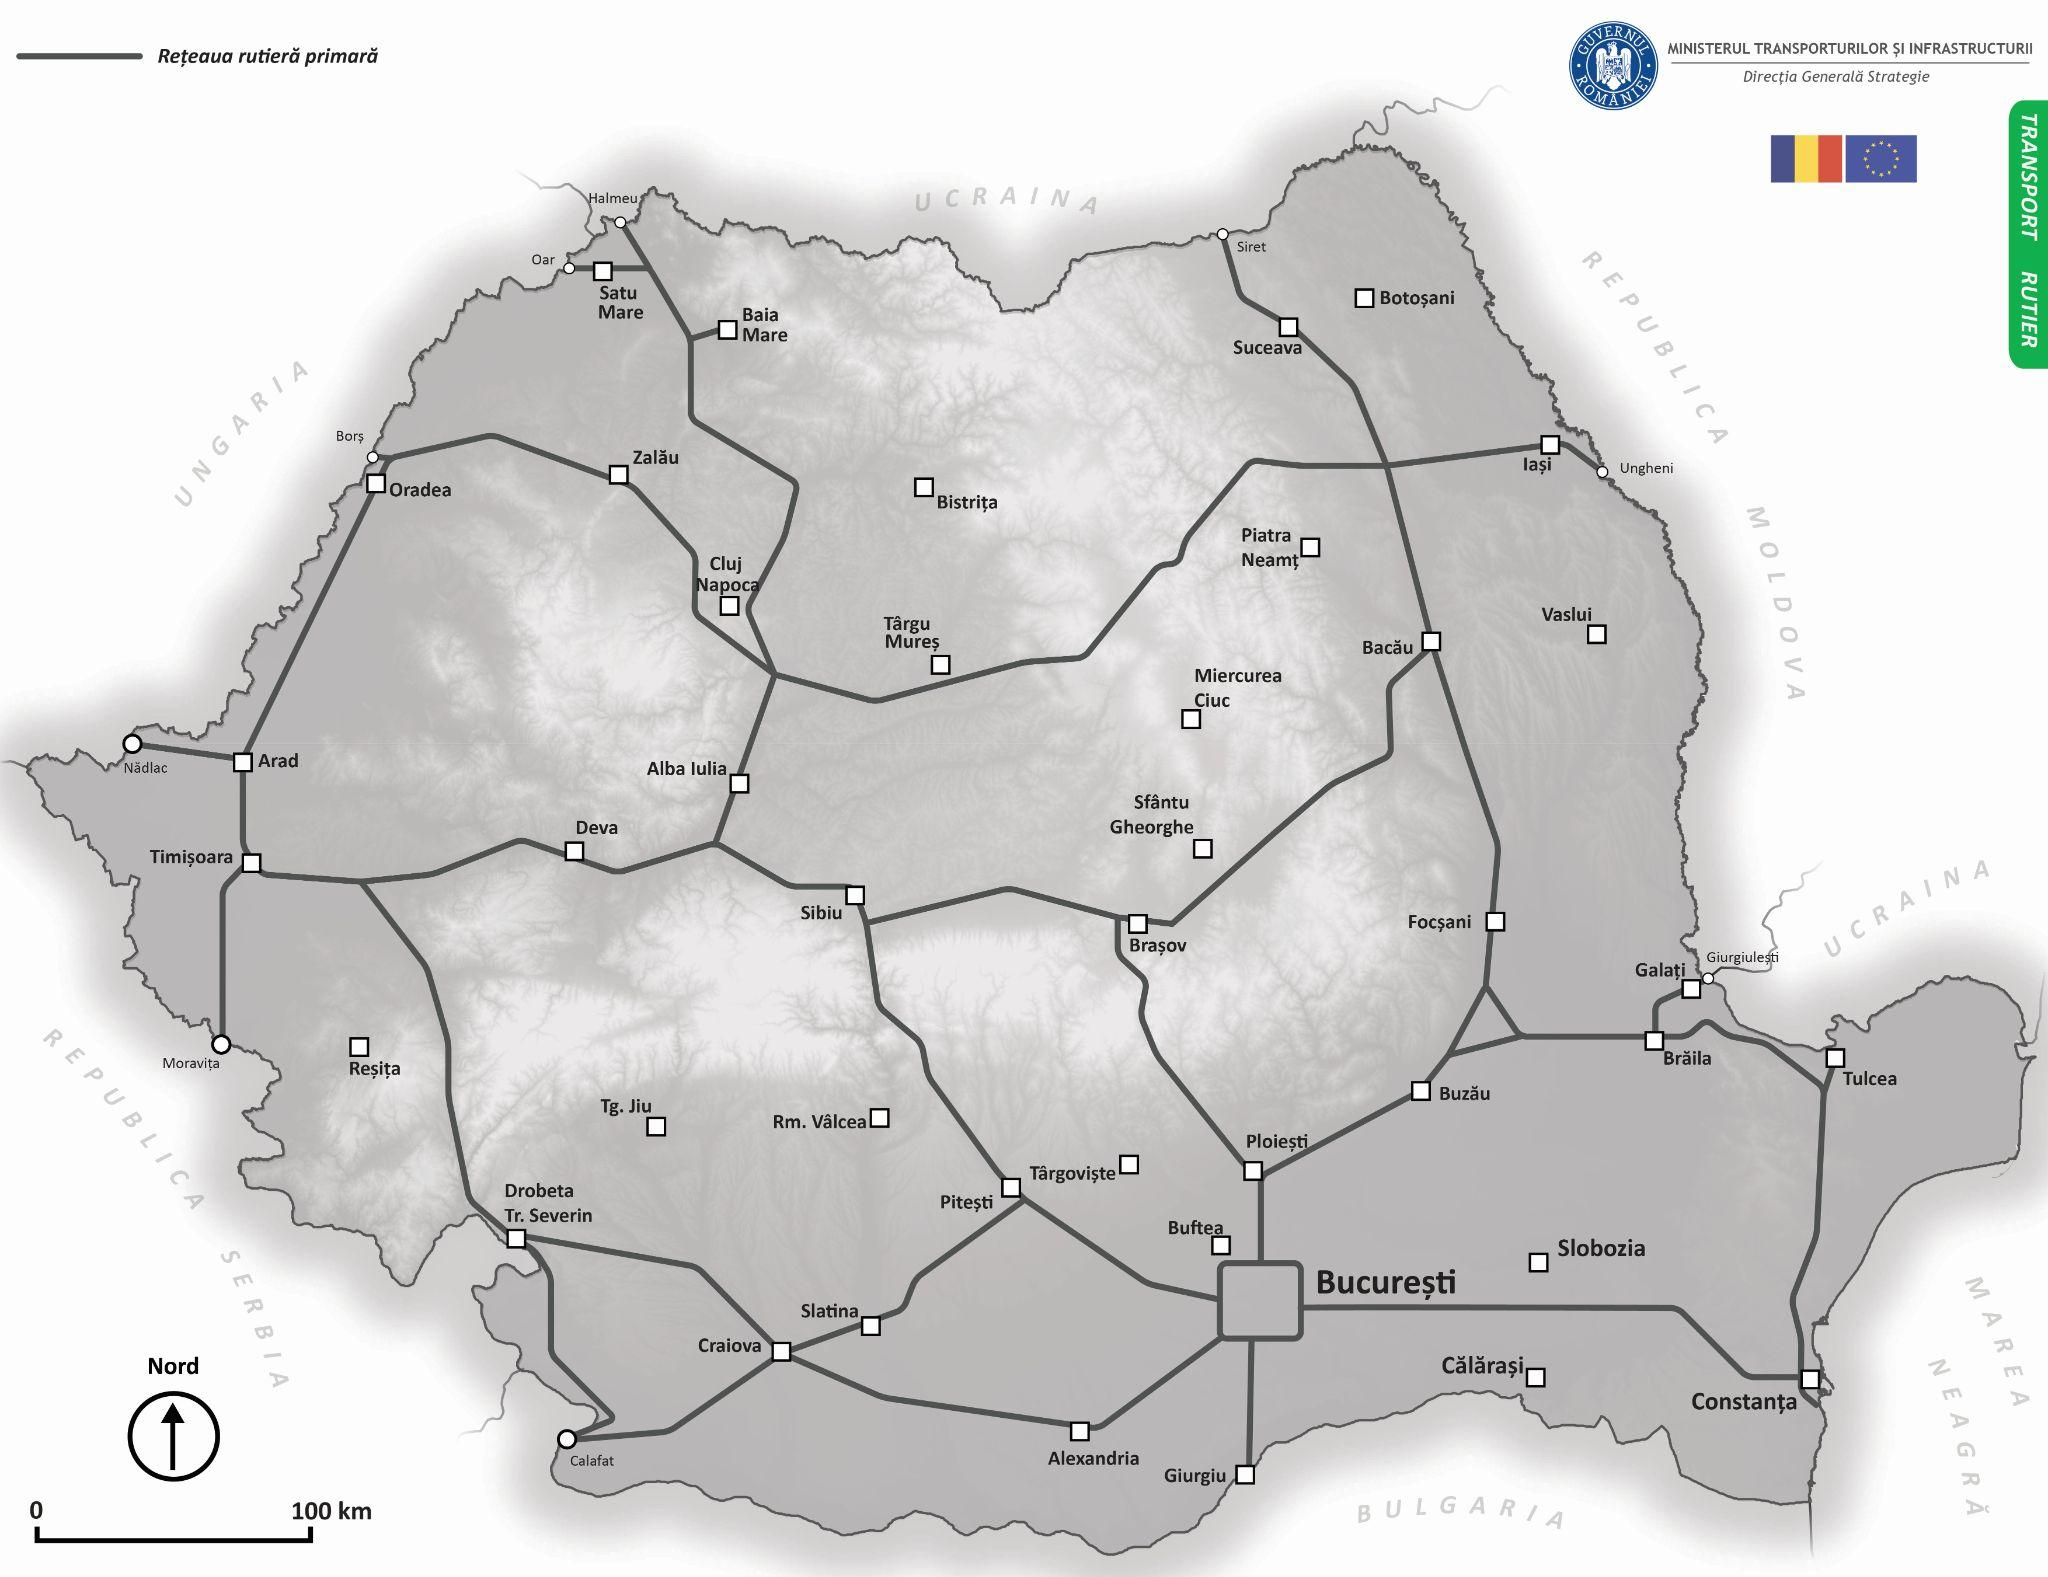 Rețeaua rutieră primară
GUVERNUL ROMÂNIEI
MINISTERUL TRANSPORTURILOR ȘI INFRASTRUCTURII
Direcția Generală Strategie
TRANSPORT RUTIER
UCRAINA
Halmeu
Oar
Satu
Mare
Baia
Mare
Siret
Botoșani
Suceava
REPUBLICA MOLDOVA
UNGARIA
Borș
Oradea
Zalău
Bistrița
Iași
Ungheni
Piatra
Neamț
Cluj
Napoca
Târgu
Mureș
Vaslui
Bacău
Miercurea
Ciuc
Nădlac
Arad
Alba Iulia
Sfântu
Gheorghe
Deva
Timișoara
Sibiu
Brașov
Focșani
UCRAINA
Giurgiulești
Galați
Moravița
Reșița
Brăila
Tulcea
Buzău
Tg. Jiu
Rm. Vâlcea
Ploiești
Târgoviște
Pitești
REPUBLICA SERBIA
Drobeta
Tr. Severin
Buftea
Slobozia
București
Slatina
Craiova
Călărași
Constanța
MAREA
NEAGRĂ
Nord
Calafat
Alexandria
Giurgiu
BULGARIA
0 100 km